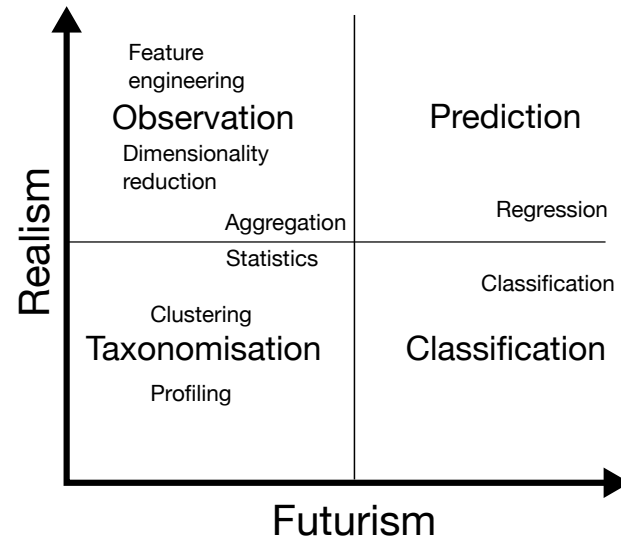 Feature
engineering
Observation
Dimensionality
reduction
Aggregation
Prediction
Regression
Statistics
Clustering
Taxonomisation
Profiling
Classification
Classification
Realism
Futurism